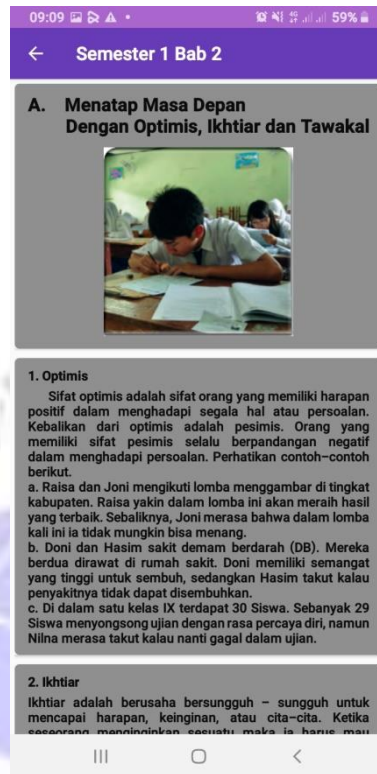 09:09 59%
Semester 1 Bab 2
A. Menatap Masa Depan
Dengan Optimis, Ikhtiar dan Tawakal
1. Optimis
Sifat optimis adalah sifat orang yang memiliki harapan
positif dalam menghadapi segala hal atau persoalan.
Kebalikan dari optimis adalah pesimis. Orang yang
memiliki sifat pesimis selalu berpandangan negatif
dalam menghadapi persoalan. Perhatikan contoh-contoh
berikut.
a. Raisa dan Joni mengikuti lomba menggambar di tingkat
kabupaten. Raisa yakin dalam lomba ini akan meraih hasil
yang terbaik. Sebaliknya, Joni merasa bahwa dalam lomba
kali ini ia tidak mungkin bisa menang.
b. Doni dan Hasim sakit demam berdarah (DB). Mereka
berdua dirawat di rumah sakit. Doni memiliki semangat
yang tinggi untuk sembuh, sedangkan Hasim takut kalau
penyakitnya tidak dapat disembuhkan.
c. Di dalam satu kelas IX terdapat 30 Siswa. Sebanyak 29
Siswa menyongsong ujian dengan rasa percaya diri, namun
Nilna merasa takut kalau nanti gagal dalam ujian.
2. Ikhtiar
Ikhtiar adalah berusaha bersungguh - sungguh untuk
mencapai harapan, keinginan, atau cita-cita. Ketika
seseorang menginginkan sesuatu maka ia harus mau